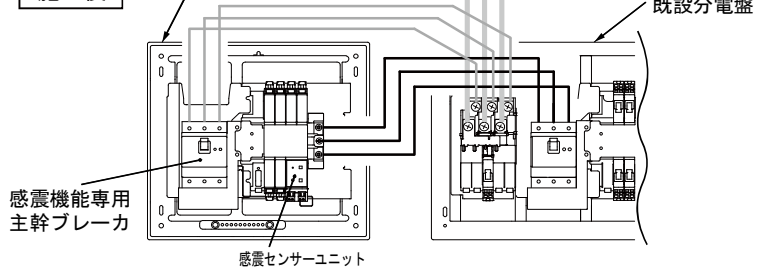 既設分電盤
感震機能専用
主幹ブレーカ
感震センサーユニット